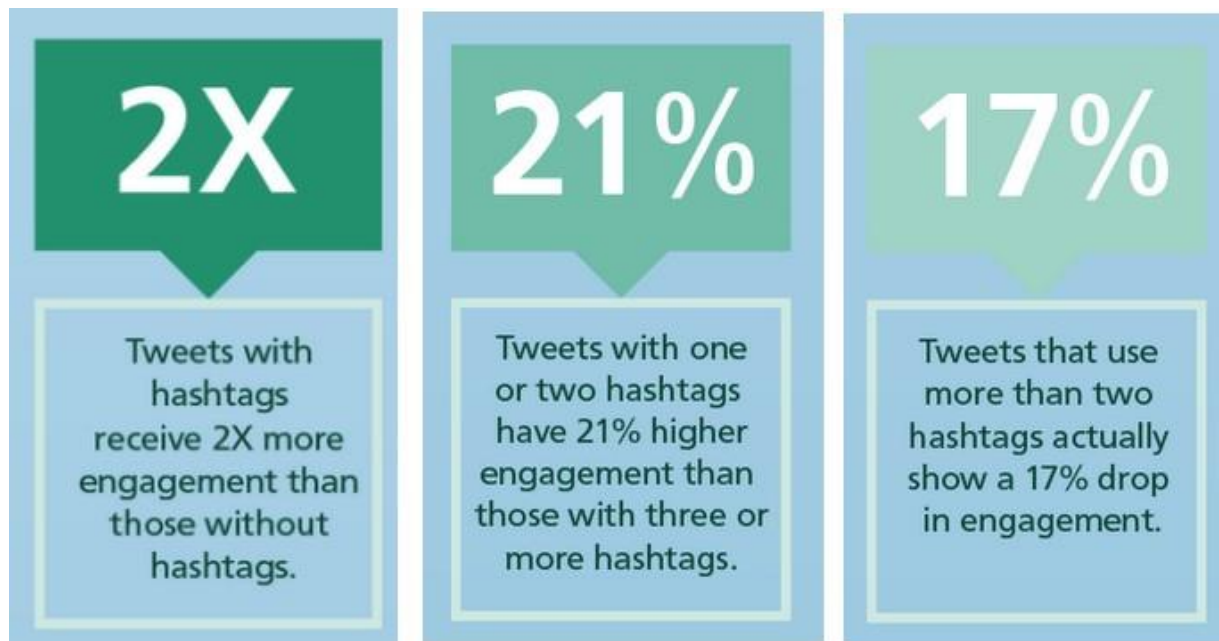 2X
Tweets with
hashtags
receive 2X more
engagement than
those without
hashtags.
21%
Tweets with one
or two hashtags
have 21% higher
engagement than
those with three or
more hashtags.
17%
Tweets that use
more than two
hashtags actually
show a 17% drop
in engagement.